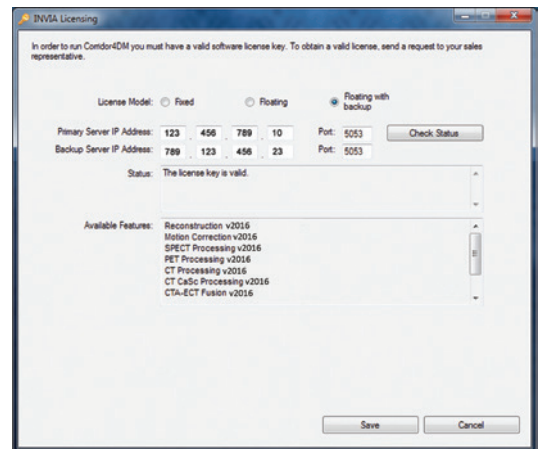 INVIA Licensing
In order to run Corridor4DM you must have a valid software license key. To obtain a valid license, send a request to your sales
representative.
License Model: Fixed Floating Floating with
backup
Primary Server IP Address: 123 . 456 . 789 . 10 Port: 5053 Check Status
Backup Server IP Address: 789 . 123 . 456 . 23 Port: 5053
Status: The license key is valid.
Available Features: Reconstruction v2016
Motion Correction v2016
SPECT Processing v2016
PET Processing v2016
CT Processing v2016
CT CaSc Processing v2016
CTA-ECT Fusion v2016
Save Cancel